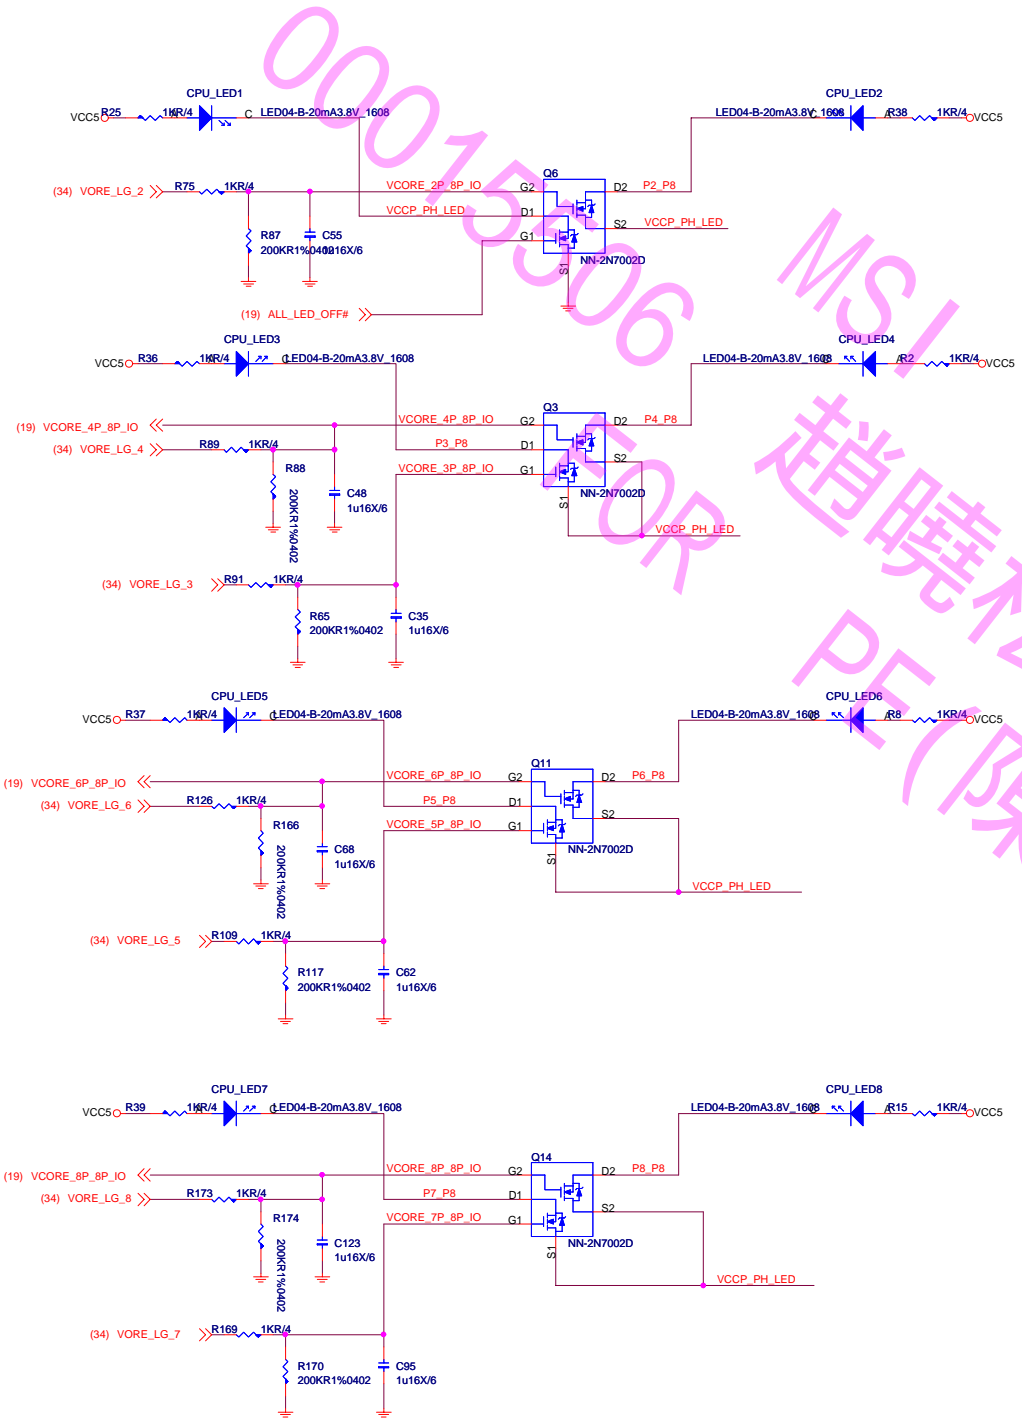 CPU_LED1
VCC5 R25 1KR/4 A C LED04-B-20mA3.8V_1608
CPU_LED2
LED04-B-20mA3.8V_1608 C A R38 1KR/4 VCC5
(34) VORE_LG_2 R75 1KR/4 VCORE_2P_8P_IO G2 Q6 D2 P2_P8
VCCP_PH_LED D1 S2 VCCP_PH_LED
R87 C55 G1
200KR1%0402 1u16X/6 NN-2N7002D
S1
(19) ALL_LED_OFF#
CPU_LED3
VCC5 R36 1KR/4 A C LED04-B-20mA3.8V_1608
CPU_LED4
LED04-B-20mA3.8V_1608 C A R2 1KR/4 VCC5
Q3
(19) VCORE_4P_8P_IO VCORE_4P_8P_IO G2 D2 P4_P8
(34) VORE_LG_4 R89 1KR/4 P3_P8 D1 S2
R88 VCORE_3P_8P_IO G1
200KR1%0402 C48 NN-2N7002D
1u16X/6 S1
VCCP_PH_LED
(34) VORE_LG_3 R91 1KR/4
R65 C35
200KR1%0402 1u16X/6
CPU_LED5
VCC5 R37 1KR/4 A C LED04-B-20mA3.8V_1608
CPU_LED6
LED04-B-20mA3.8V_1608 C A R8 1KR/4 VCC5
Q11
(19) VCORE_6P_8P_IO VCORE_6P_8P_IO G2 D2 P6_P8
(34) VORE_LG_6 R126 1KR/4 P5_P8 D1 S2
R166 VCORE_5P_8P_IO G1
200KR1%0402 C68 NN-2N7002D
1u16X/6 S1
VCCP_PH_LED
(34) VORE_LG_5 R109 1KR/4
R117 C62
200KR1%0402 1u16X/6
CPU_LED7
VCC5 R39 1KR/4 A C LED04-B-20mA3.8V_1608
CPU_LED8
LED04-B-20mA3.8V_1608 C A R15 1KR/4 VCC5
Q14
(19) VCORE_8P_8P_IO VCORE_8P_8P_IO G2 D2 P8_P8
(34) VORE_LG_8 R173 1KR/4 P7_P8 D1 S2
R174 VCORE_7P_8P_IO G1
200KR1%0402 C123 NN-2N7002D
1u16X/6 S1
VCCP_PH_LED
(34) VORE_LG_7 R169 1KR/4
R170 C95
200KR1%0402 1u16X/6
00015506
MSI
FOR
趙曉
PE(陳